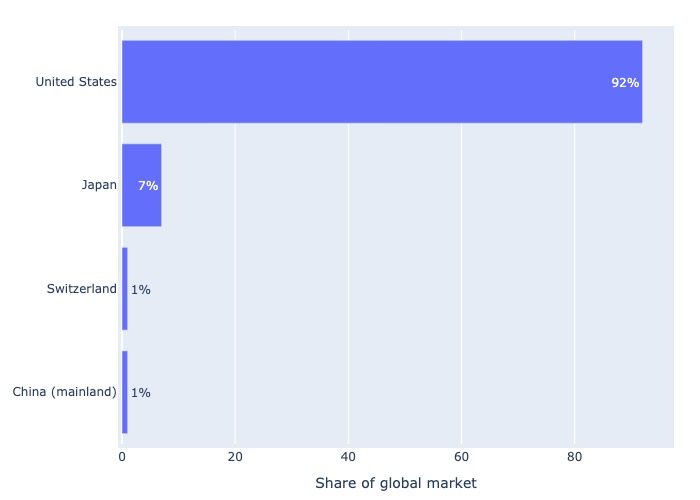 United States 92%
Japan 7%
Switzerland 1%
China (mainland) 1%
0 20 40 60 80
Share of global market